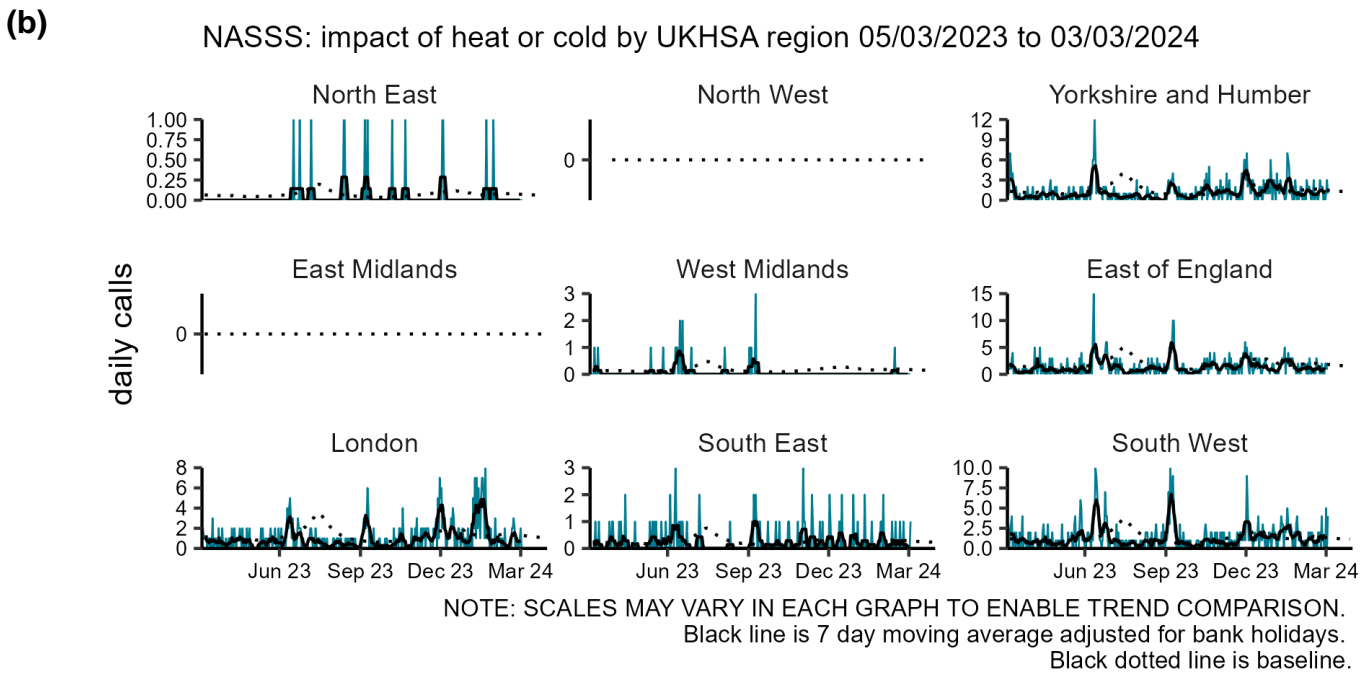 (b)
NASSS: impact of heat or cold by UKHSA region 05/03/2023 to 03/03/2024
North East
North West
Yorkshire and Humber
1.00
0.75
0.50
0.25
0.00
0
12
9
6
3
0
daily calls
East Midlands
West Midlands
East of England
0
3
2
1
0
15
10
5
0
London
South East
South West
8
6
4
2
0
3
2
1
0
10.0
7.5
5.0
2.5
0.0
Jun 23 Sep 23 Dec 23 Mar 24
Jun 23 Sep 23 Dec 23 Mar 24
Jun 23 Sep 23 Dec 23 Mar 24
NOTE: SCALES MAY VARY IN EACH GRAPH TO ENABLE TREND COMPARISON.
Black line is 7 day moving average adjusted for bank holidays.
Black dotted line is baseline.